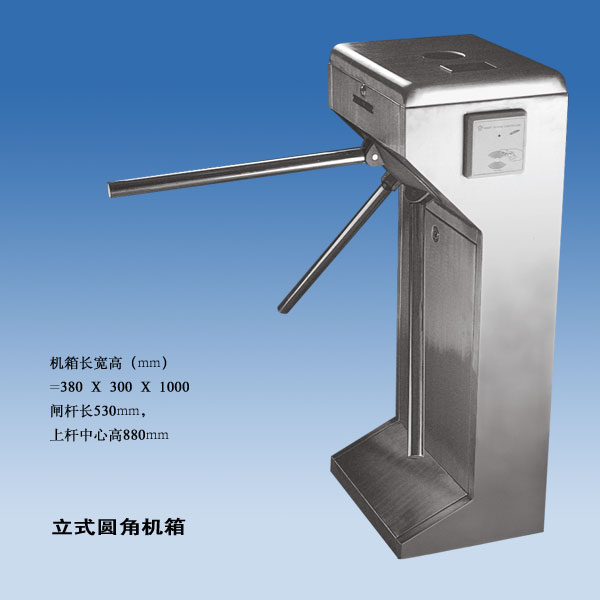 机箱长宽高（mm）
=380 X 300 X 1000
闸杆长530mm,
上杆中心高880mm
立式圆角机箱